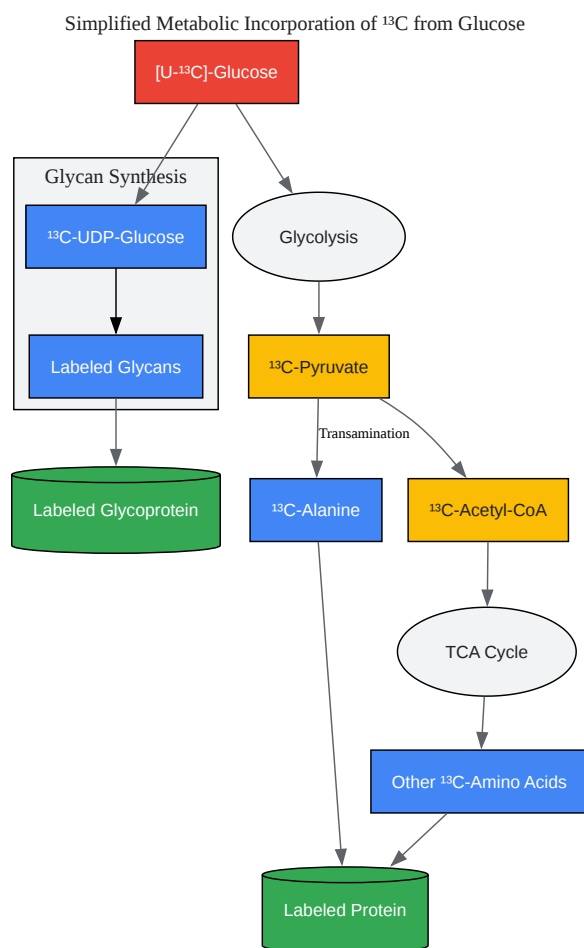 Simplified Metabolic Incorporation of ¹³C from Glucose
[U-¹³C]-Glucose
Glycan Synthesis
¹³C-UDP-Glucose
Glycolysis
Labeled Glycans
¹³C-Pyruvate
Transamination
Labeled Glycoprotein
¹³C-Alanine
¹³C-Acetyl-CoA
TCA Cycle
Other ¹³C-Amino Acids
Labeled Protein